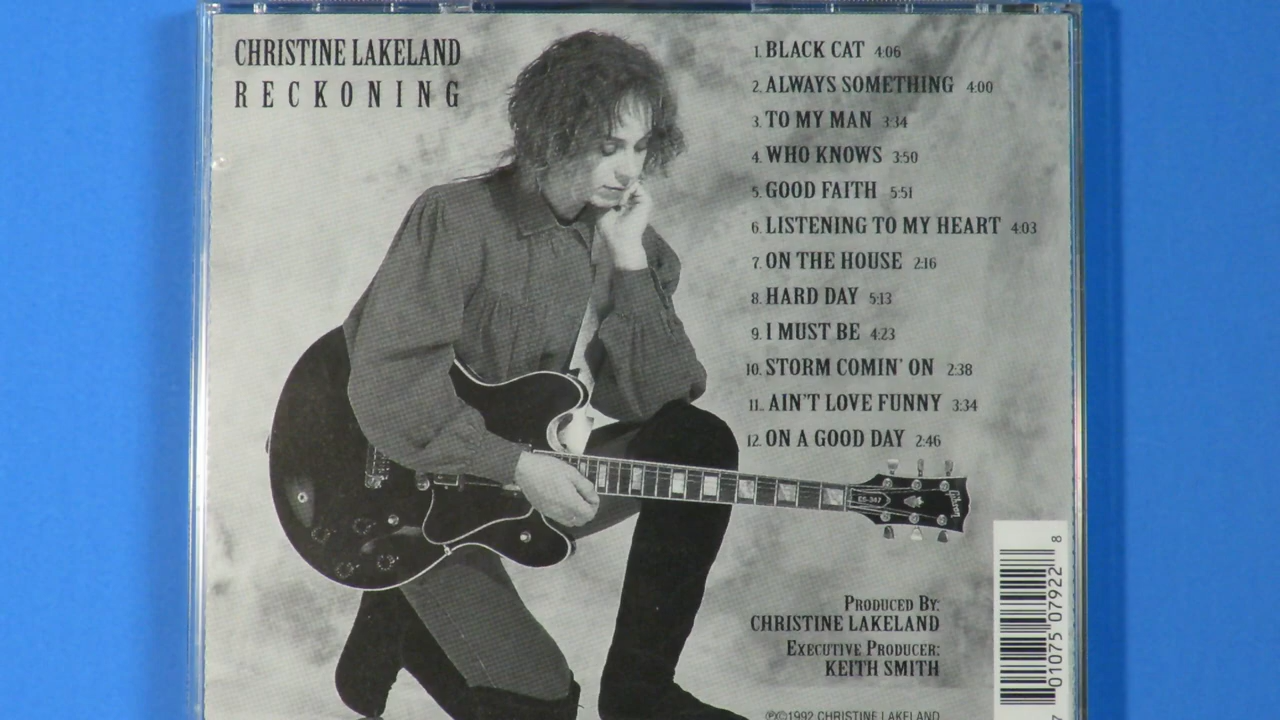 CHRISTINE LAKELAND
RECKONING
1. BLACK CAT 4:06
2. ALWAYS SOMETHING 4:00
3. TO MY MAN 3:34
4. WHO KNOWS 3:50
5. GOOD FAITH 5:51
6. LISTENING TO MY HEART 4:03
7. ON THE HOUSE 2:16
8. HARD DAY 5:13
9. I MUST BE 4:23
10. STORM COMIN' ON 2:38
11. AIN'T LOVE FUNNY 3:34
12. ON A GOOD DAY 2:46
ES-347
Gibson
PRODUCED BY:
CHRISTINE LAKELAND
EXECUTIVE PRODUCER:
KEITH SMITH
℗©1992 CHRISTINE LAKELAND
7 01075 07922 8